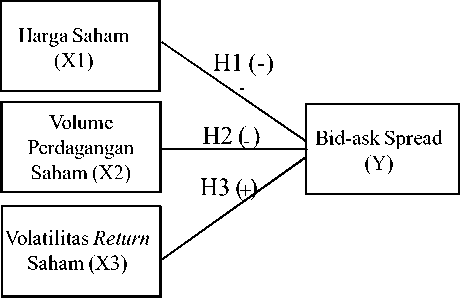 Harga Saham
(X1)
H1 (-)
-
Volume
Perdagangan
Saham (X2)
H2 (-)
Bid-ask Spread
(Y)
H3 (+)
Volatilitas Return
Saham (X3)